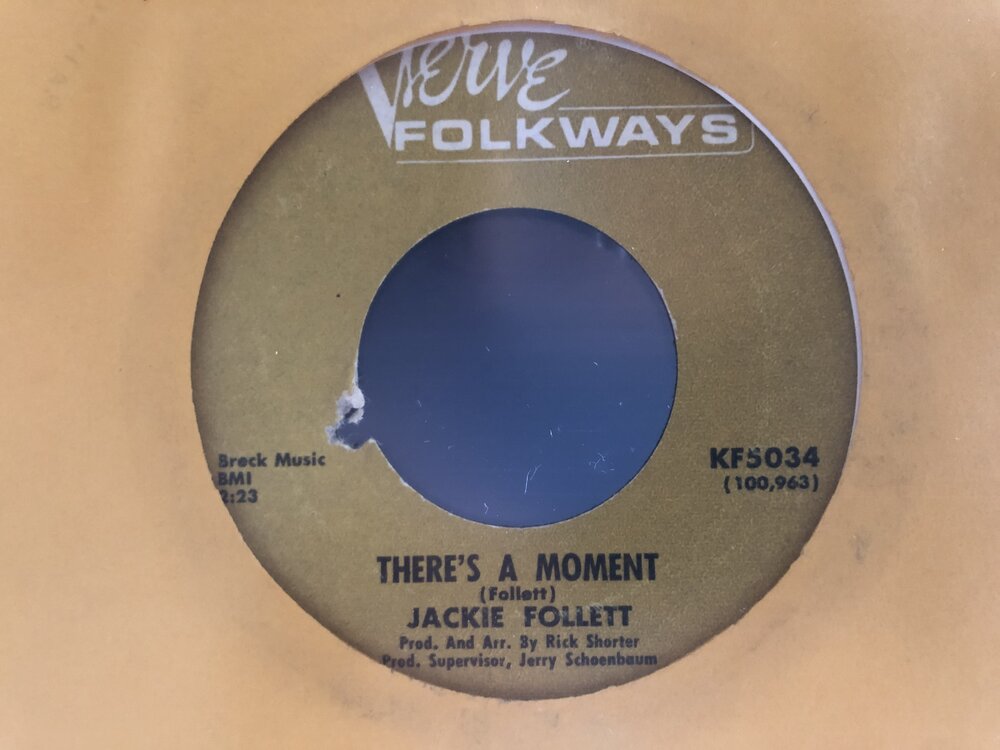 Verve
FOLKWAYS
Breck Music
BMI
2:23
KF5034
(100,963)
THERE'S A MOMENT
(Follett)
JACKIE FOLLETT
Prod. And Arr. By Rick Shorter
Prod. Supervisor, Jerry Schoenbaum